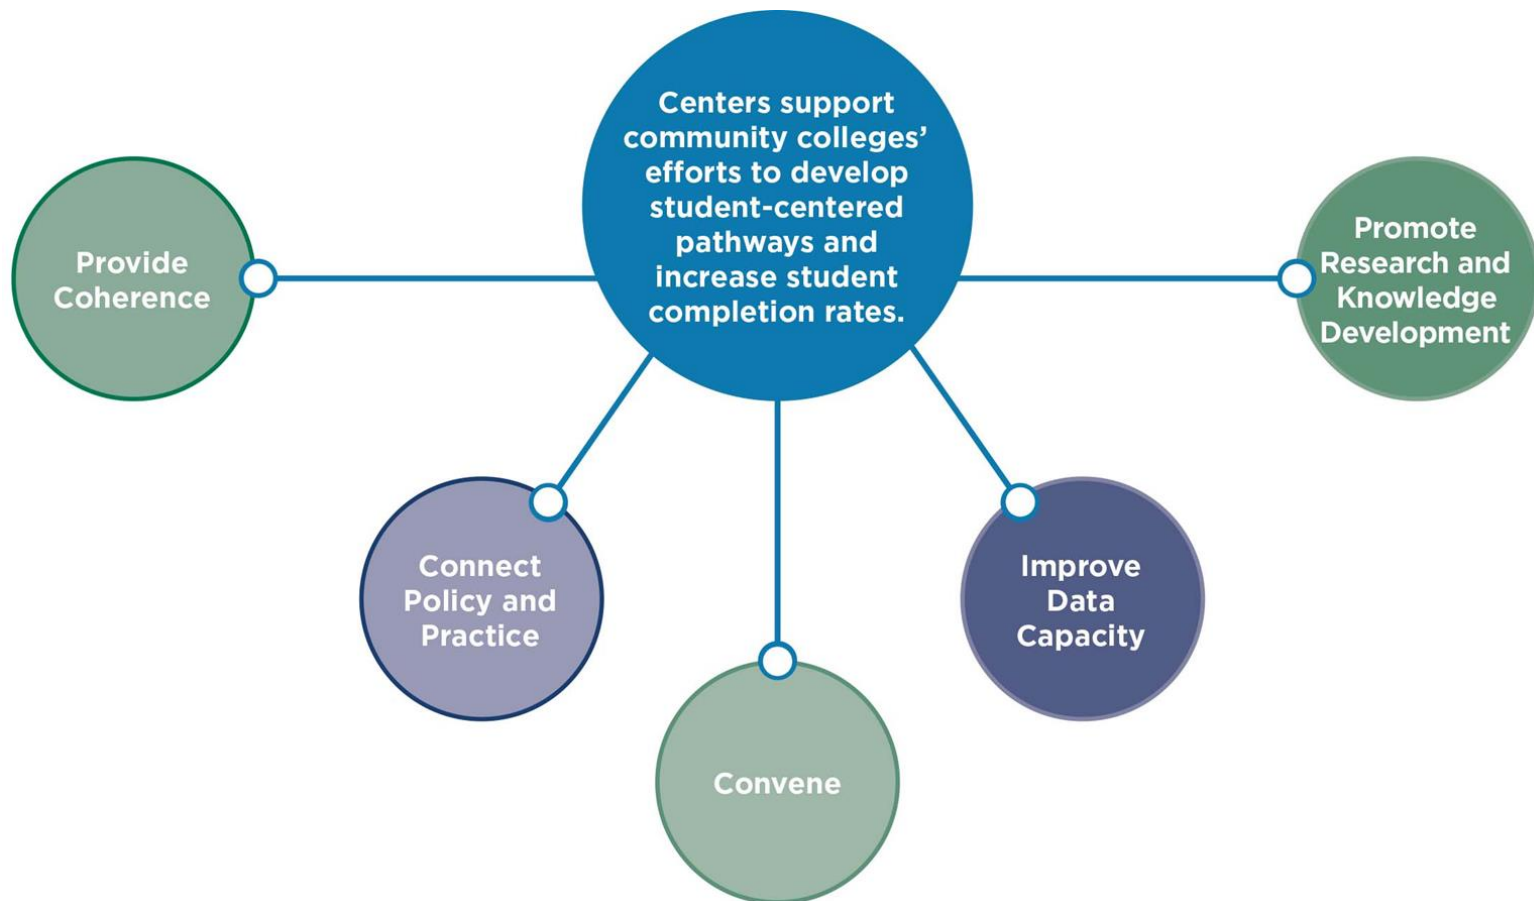 Centers support
community colleges’
efforts to develop
student-centered
pathways and
increase student
completion rates.
Provide
Coherence
Connect
Policy and
Practice
Convene
Improve
Data
Capacity
Promote
Research and
Knowledge
Development